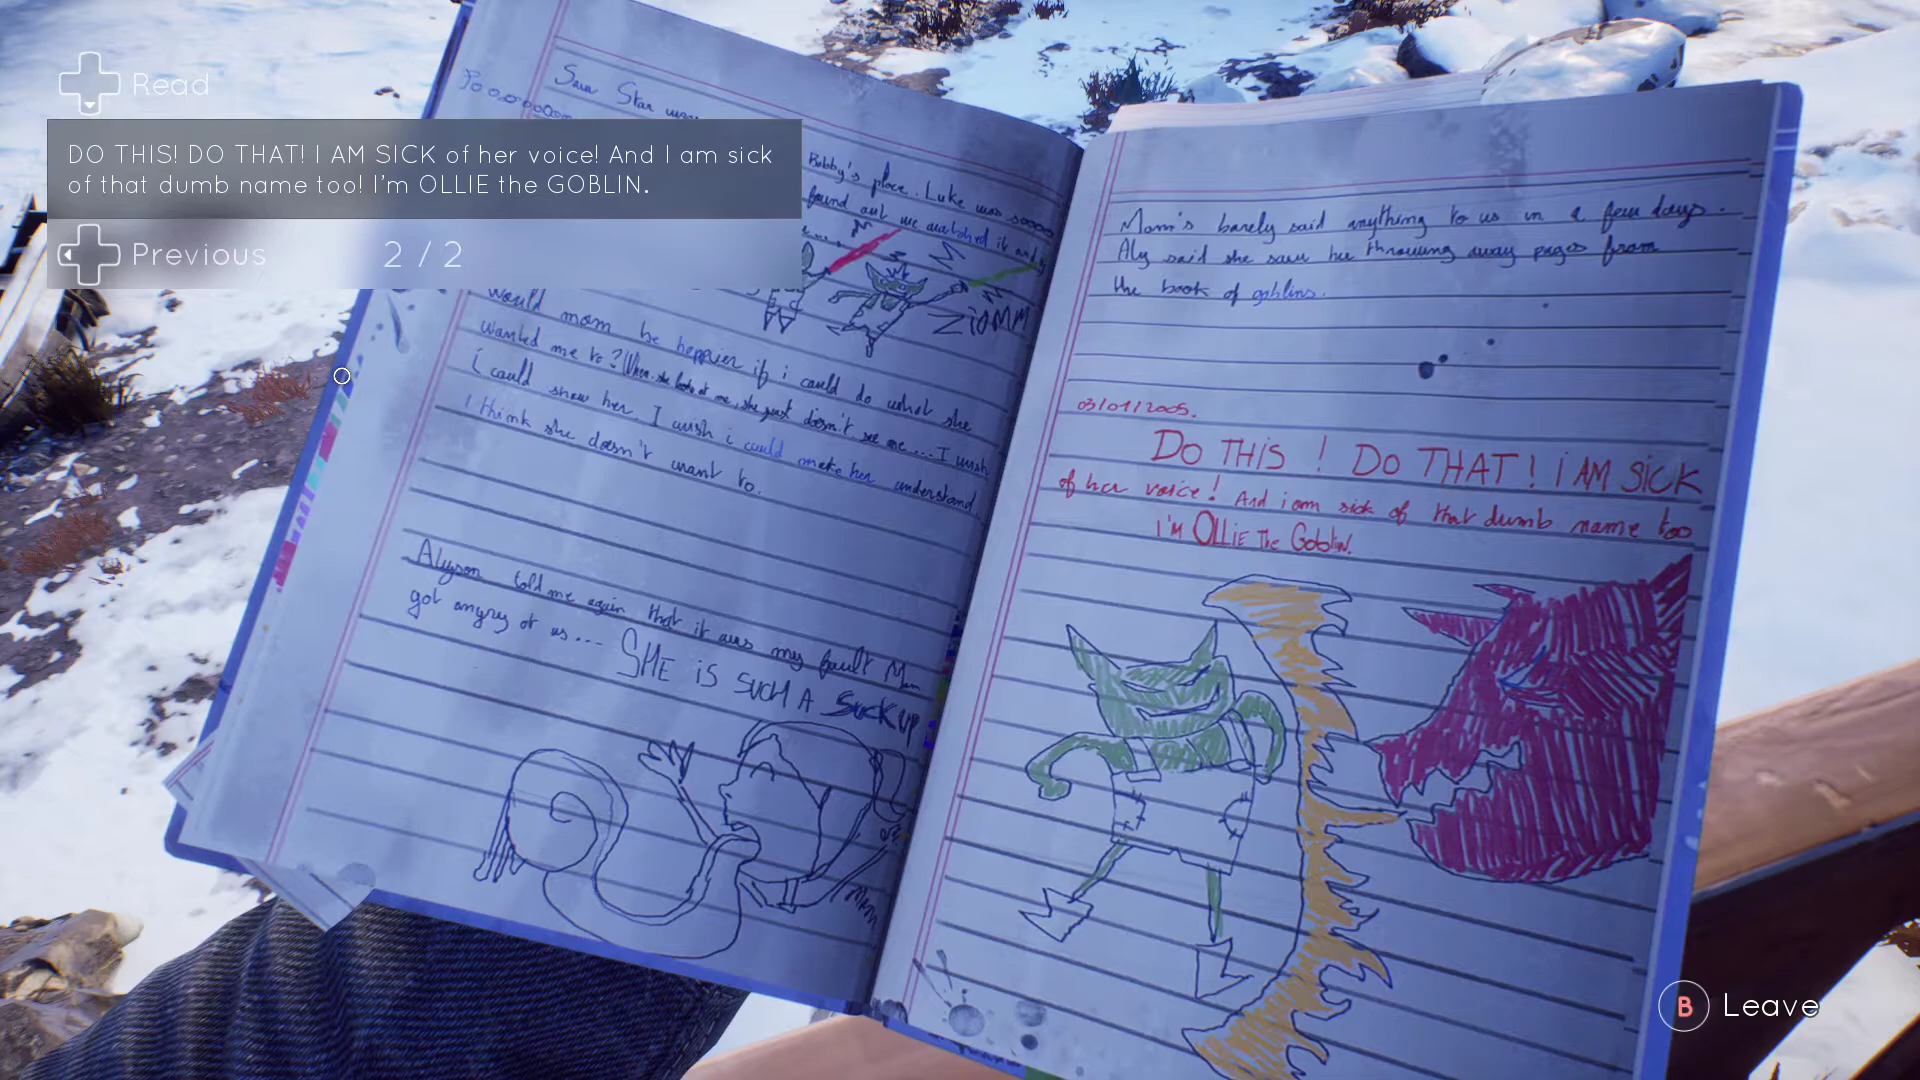 Read
DO THIS! DO THAT! I AM SICK of her voice! And I am sick
of that dumb name too! I'm OLLIE the GOBLIN.
Previous
2 / 2
Star
Bobby's place. Luke was soooo
found out we watched it and
ZiOMM
would mom be heppier if i could do what she
wanted me to? When she looks at me, she just doesn't see me... I wish
i could show her I wish i could make her understand.
I think she doesn't want to.
Alyson told me again that it was my fault Mom
got angry at us...
SHE iS SUCH A SUCKUP
Mom's barely said anything to us in a few days.
Aly said she saw her throwing away pages from
the book of goblins.
03/01/2005.
DO THiS ! DO THAT ! i AM SiCK
of her voice! And i am sick of that dumb name too
i'M OLLiE The GoBlin.
B Leave